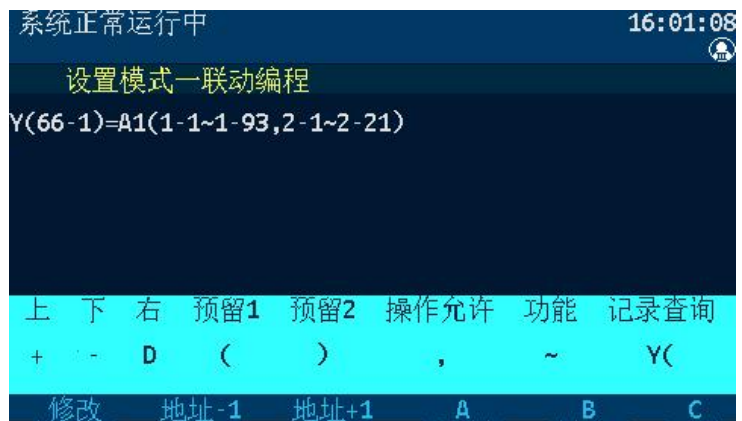 系统正常运行中 16:01:08
设置模式一联动编程
Y(66-1)=A1(1-1~1-93,2-1~2-21)
上 下 右 预留1 预留2 操作允许 功能 记录查询
+ - D ( ) , ~ Y(
修改 地址-1 地址+1 A B C